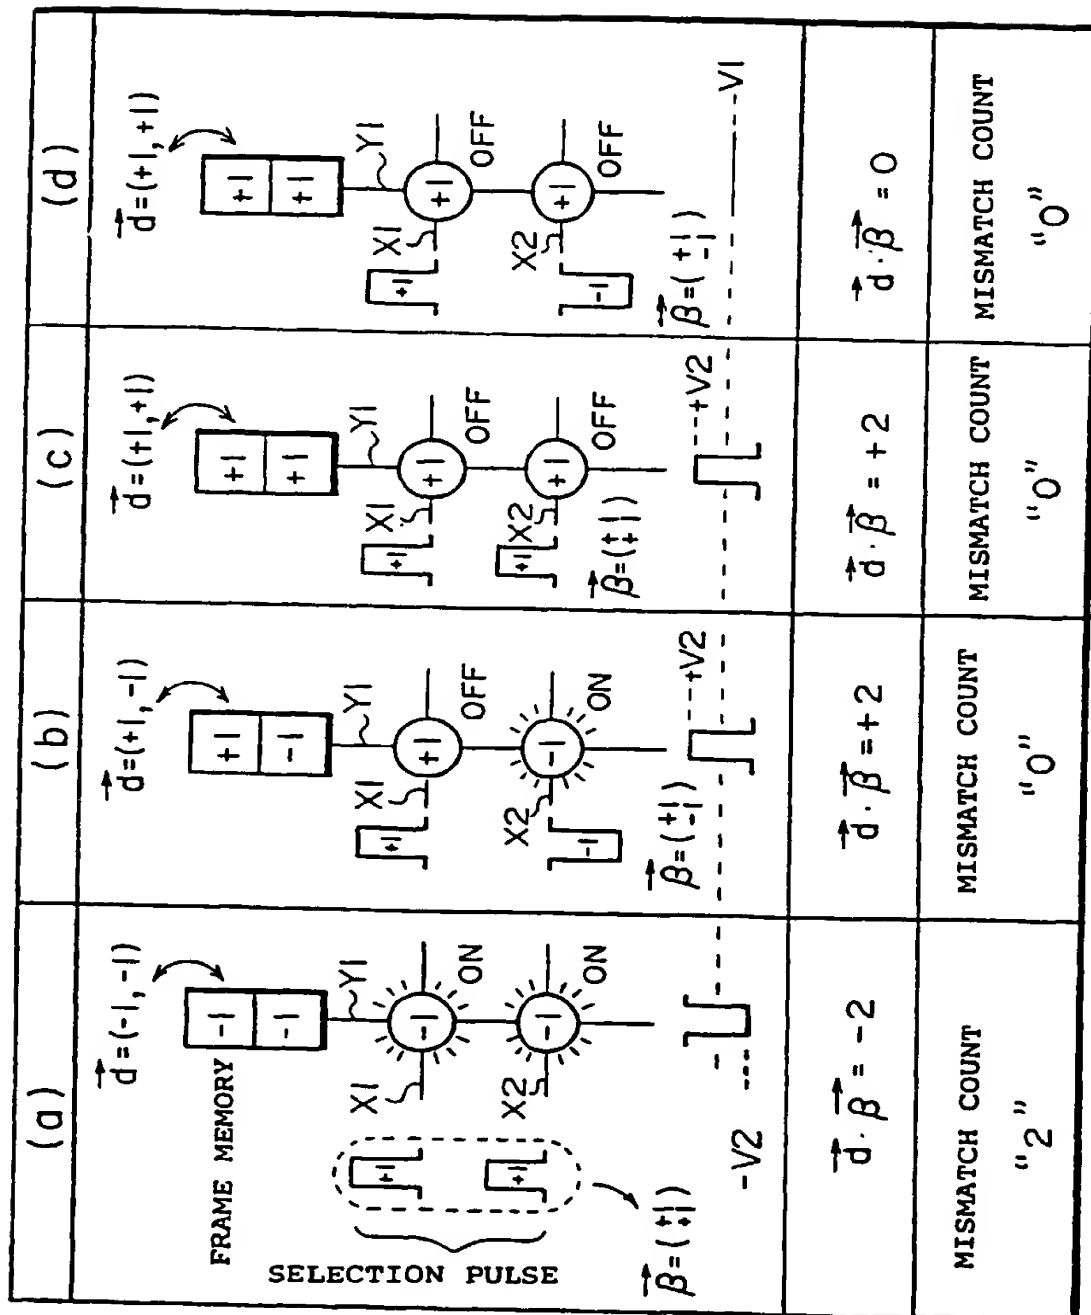 (a)
d=(-1, -1)
FRAME MEMORY
-1
-1
Y1
X1
-1
ON
X2
-1
ON
+1
+1
SELECTION PULSE
β=(+1 +1)
-V2
d·β = -2
MISMATCH COUNT
"2"
(b)
d=(+1, -1)
+1
-1
Y1
X1
+1
+1
OFF
X2
-1
-1
ON
β=(+1 -1)
+V2
d·β=+2
MISMATCH COUNT
"0"
(c)
d=(+1,+1)
+1
+1
Y1
X1
+1
+1
OFF
X2
+1
+1
OFF
β=(+1 +1)
+V2
d·β = +2
MISMATCH COUNT
"0"
(d)
d=(+1, +1)
+1
+1
Y1
X1
+1
+1
OFF
X2
-1
+1
OFF
β=(+1 -1)
V1
d·β = 0
MISMATCH COUNT
"0"